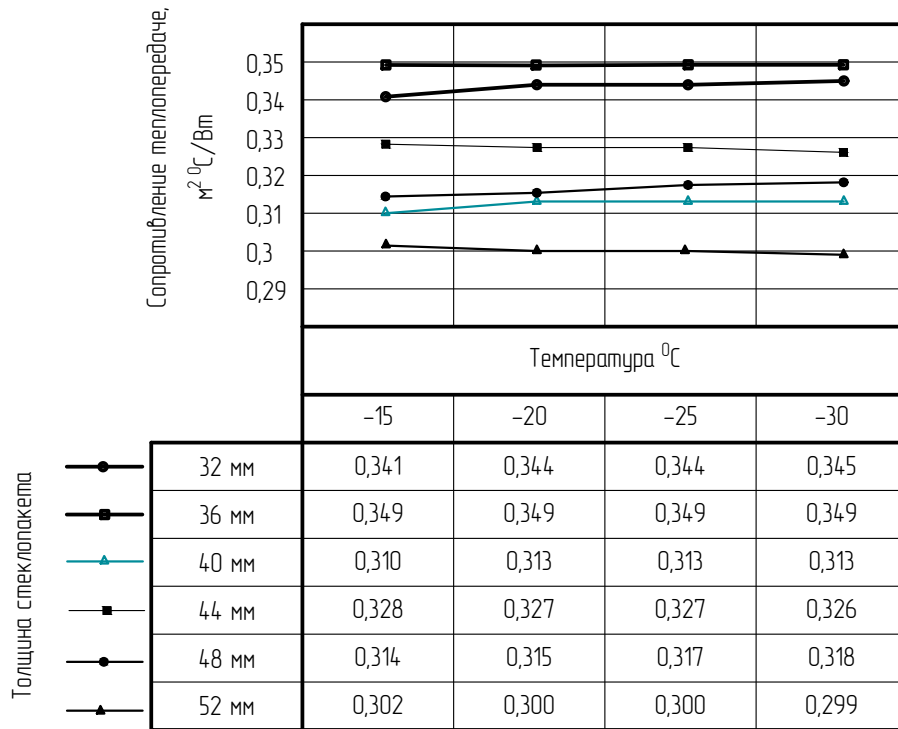 Сопротивление теплопередаче,
м² ⁰С/Вт
0,35
0,34
0,33
0,32
0,31
0,3
0,29
Температура ⁰С
−15 −20 −25 −30
Толщина стеклопакета
32 мм 0,341 0,344 0,344 0,345
36 мм 0,349 0,349 0,349 0,349
40 мм 0,310 0,313 0,313 0,313
44 мм 0,328 0,327 0,327 0,326
48 мм 0,314 0,315 0,317 0,318
52 мм 0,302 0,300 0,300 0,299